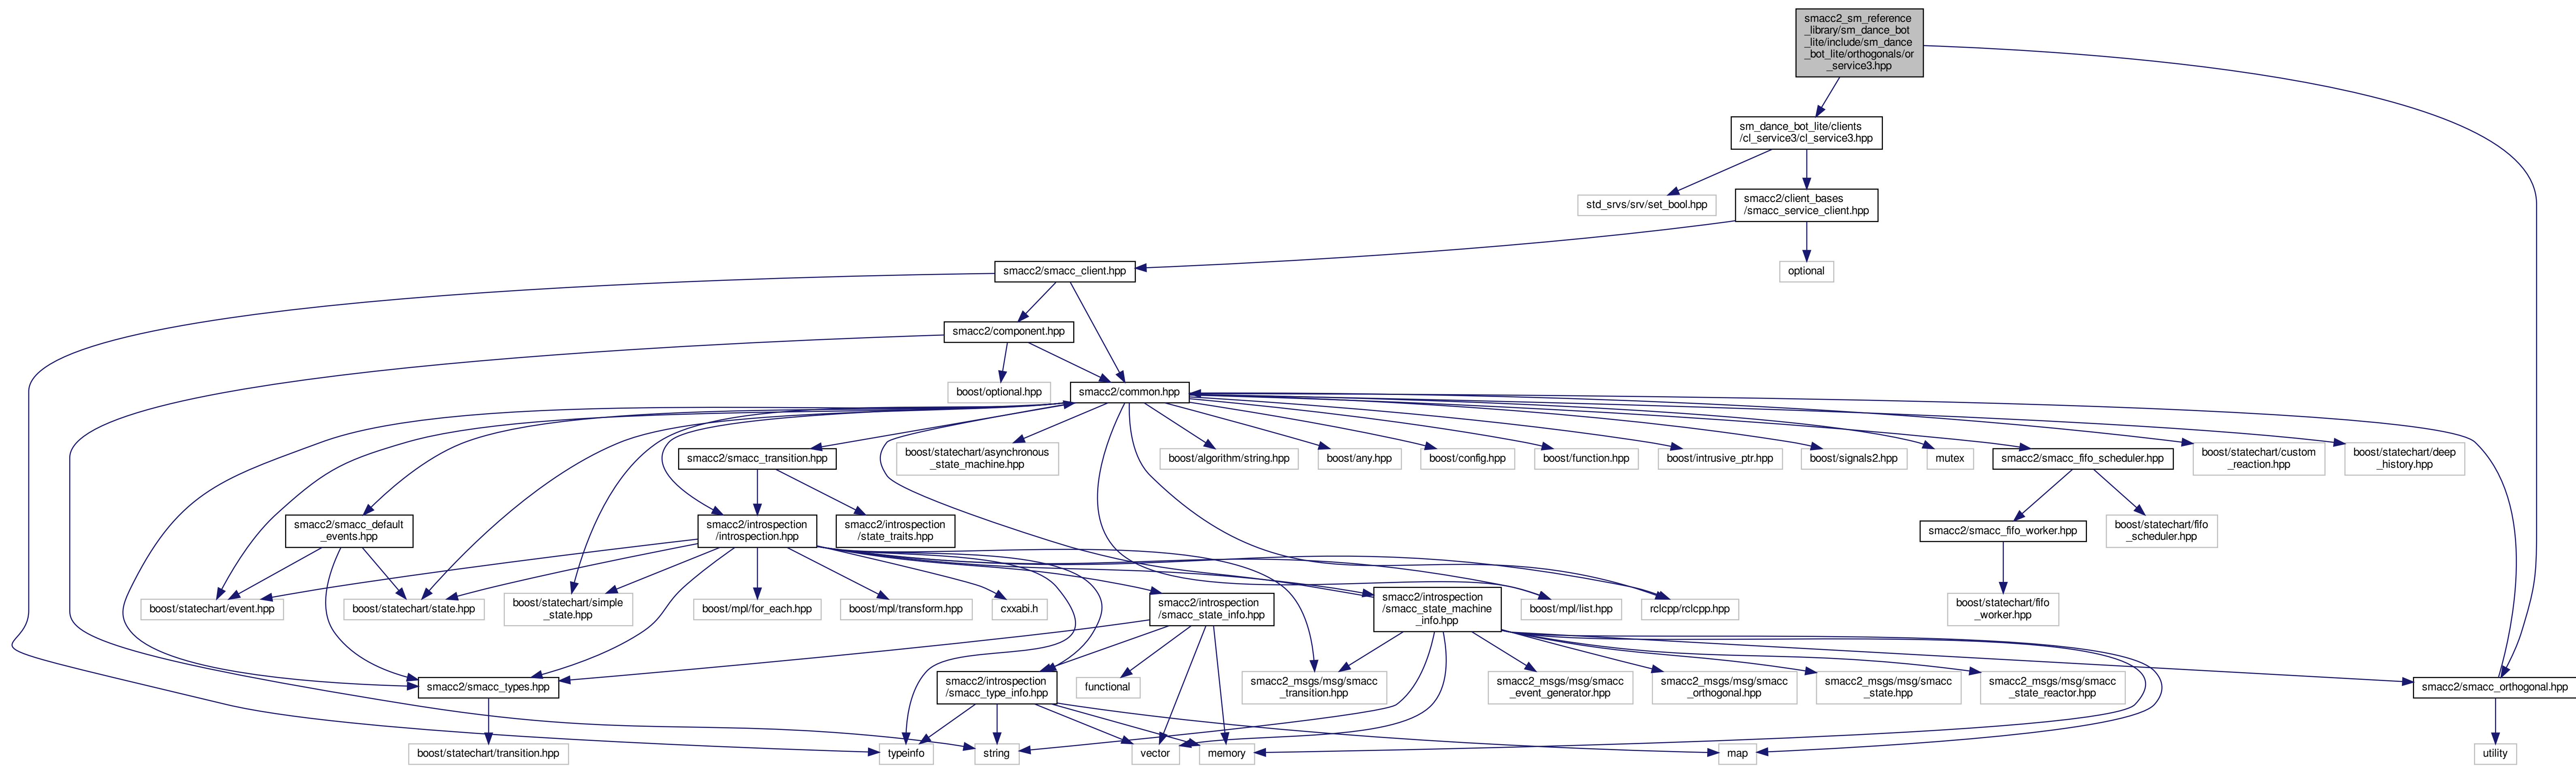 smacc2_sm_reference
_library/sm_dance_bot
_lite/include/sm_dance
_bot_lite/orthogonals/or
_service3.hpp
sm_dance_bot_lite/clients
/cl_service3/cl_service3.hpp
std_srvs/srv/set_bool.hpp
smacc2/client_bases
/smacc_service_client.hpp
smacc2/smacc_client.hpp
optional
smacc2/component.hpp
boost/optional.hpp
smacc2/common.hpp
smacc2/smacc_transition.hpp
boost/statechart/asynchronous
_state_machine.hpp
boost/algorithm/string.hpp
boost/any.hpp
boost/config.hpp
boost/function.hpp
boost/intrusive_ptr.hpp
boost/signals2.hpp
mutex
smacc2/smacc_fifo_scheduler.hpp
boost/statechart/custom
_reaction.hpp
boost/statechart/deep
_history.hpp
smacc2/smacc_default
_events.hpp
smacc2/introspection
/introspection.hpp
smacc2/introspection
/state_traits.hpp
smacc2/smacc_fifo_worker.hpp
boost/statechart/fifo
_scheduler.hpp
boost/statechart/event.hpp
boost/statechart/state.hpp
boost/statechart/simple
_state.hpp
boost/mpl/for_each.hpp
boost/mpl/transform.hpp
cxxabi.h
smacc2/introspection
/smacc_state_info.hpp
smacc2/introspection
/smacc_state_machine
_info.hpp
boost/mpl/list.hpp
rclcpp/rclcpp.hpp
boost/statechart/fifo
_worker.hpp
smacc2/smacc_types.hpp
smacc2/introspection
/smacc_type_info.hpp
functional
smacc2_msgs/msg/smacc
_transition.hpp
smacc2_msgs/msg/smacc
_event_generator.hpp
smacc2_msgs/msg/smacc
_orthogonal.hpp
smacc2_msgs/msg/smacc
_state.hpp
smacc2_msgs/msg/smacc
_state_reactor.hpp
smacc2/smacc_orthogonal.hpp
boost/statechart/transition.hpp
typeinfo
string
vector
memory
map
utility